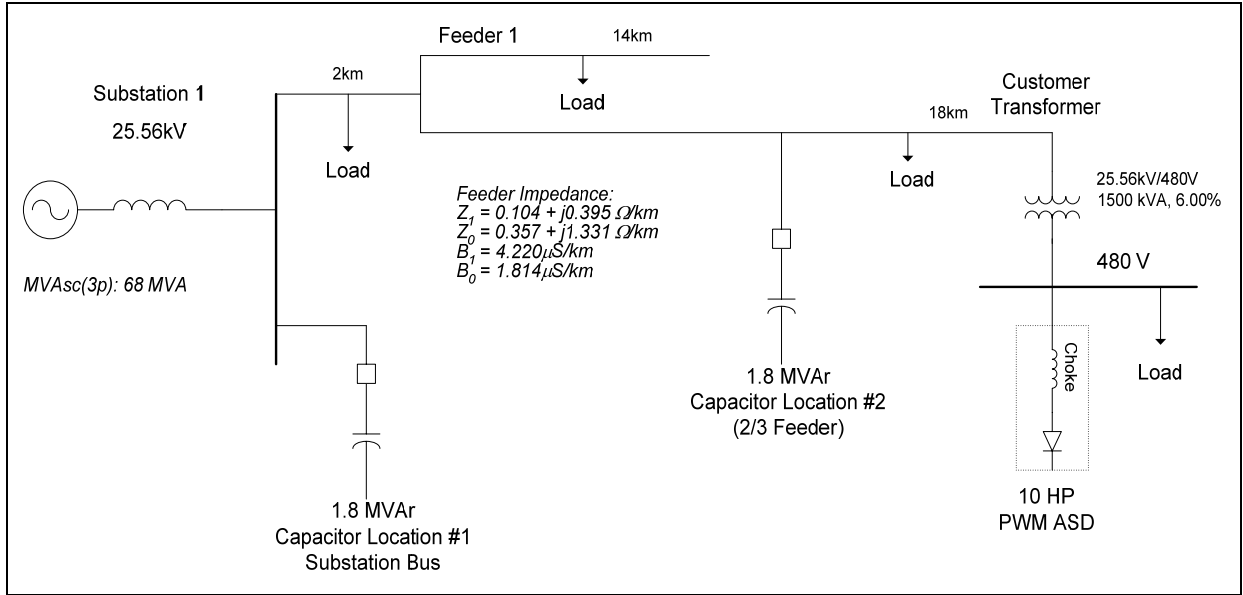 Substation 1
25.56kV
MVAsc(3p): 68 MVA
2km
Load
Feeder 1
14km
Load
Feeder Impedance:
Z1 = 0.104 + j0.395 Ω/km
Z0 = 0.357 + j1.331 Ω/km
B1 = 4.220μS/km
B0 = 1.814μS/km
1.8 MVAr
Capacitor Location #1
Substation Bus
1.8 MVAr
Capacitor Location #2
(2/3 Feeder)
18km
Load
Customer
Transformer
25.56kV/480V
1500 kVA, 6.00%
480 V
Choke
Load
10 HP
PWM ASD